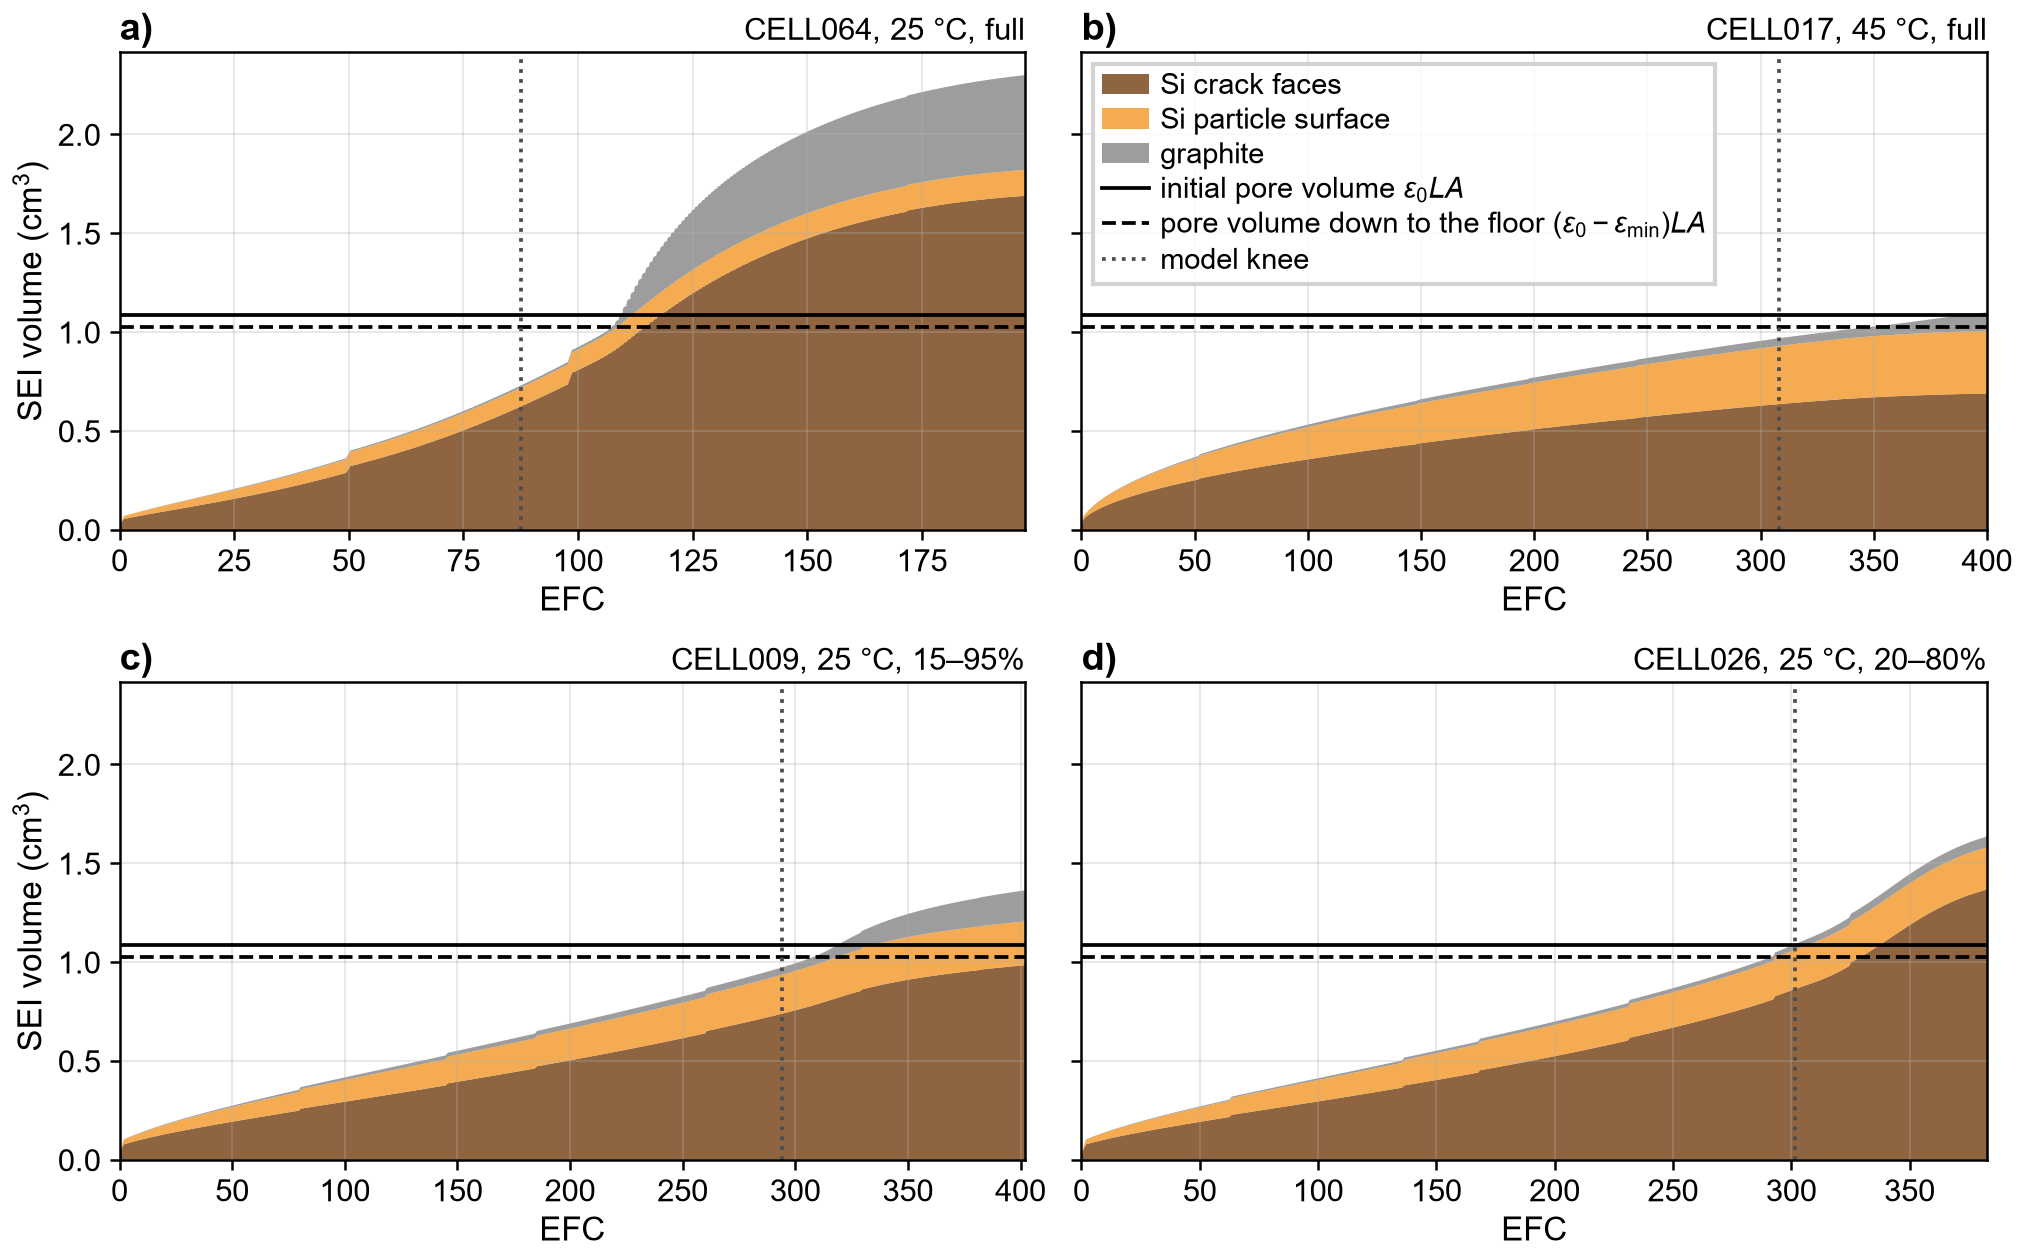 a) CELL064, 25 °C, full
SEI volume (cm³)
2.0
1.5
1.0
0.5
0.0
0 25 50 75 100 125 150 175
EFC
b) CELL017, 45 °C, full
Si crack faces
Si particle surface
graphite
initial pore volume ε₀LA
pore volume down to the floor (ε₀ − εmin)LA
model knee
0 50 100 150 200 250 300 350 400
EFC
c) CELL009, 25 °C, 15–95%
SEI volume (cm³)
2.0
1.5
1.0
0.5
0.0
0 50 100 150 200 250 300 350 400
EFC
d) CELL026, 25 °C, 20–80%
0 50 100 150 200 250 300 350
EFC